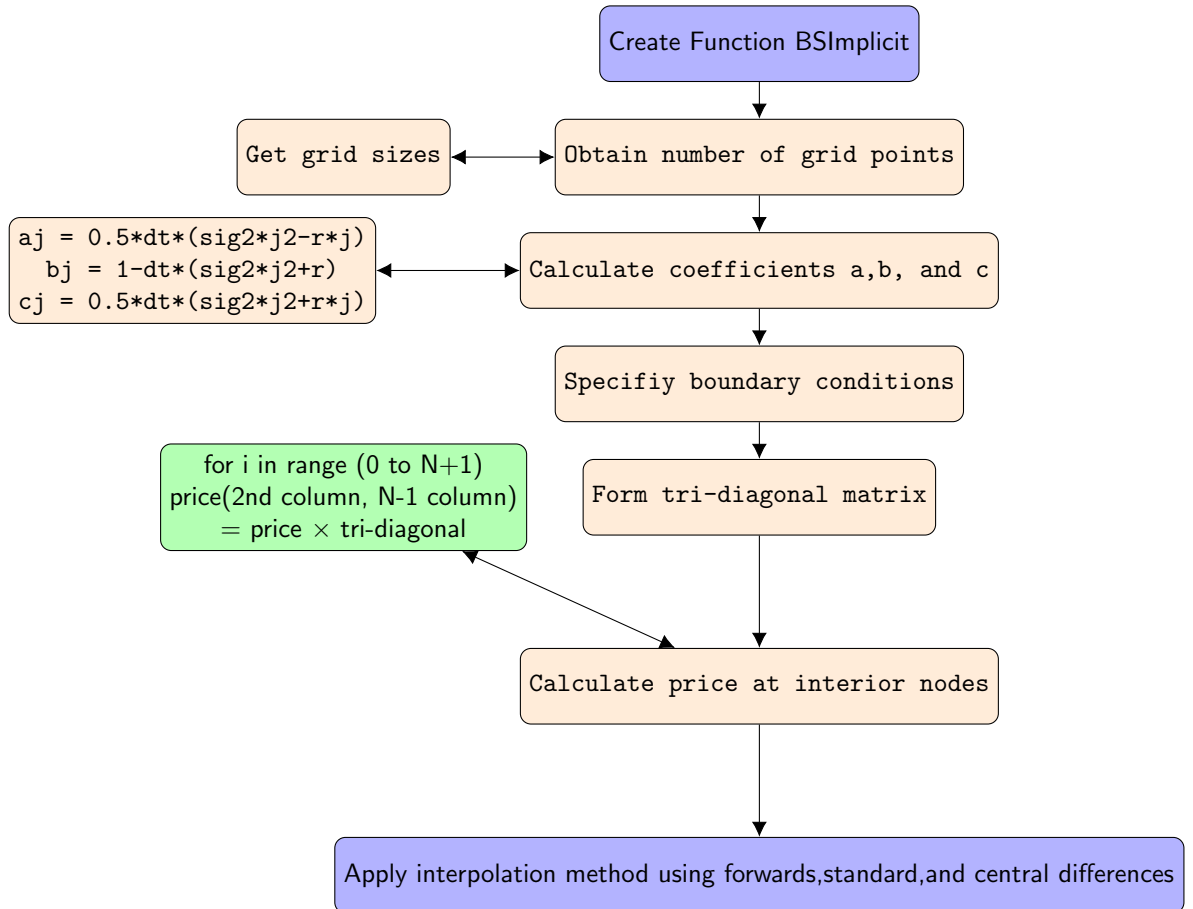 Create Function BSImplicit
Get grid sizes
Obtain number of grid points
aj = 0.5*dt*(sig2*j2-r*j)
bj = 1-dt*(sig2*j2+r)
cj = 0.5*dt*(sig2*j2+r*j)
Calculate coefficients a,b, and c
Specifiy boundary conditions
for i in range (0 to N+1)
price(2nd column, N-1 column)
= price × tri-diagonal
Form tri-diagonal matrix
Calculate price at interior nodes
Apply interpolation method using forwards,standard,and central differences